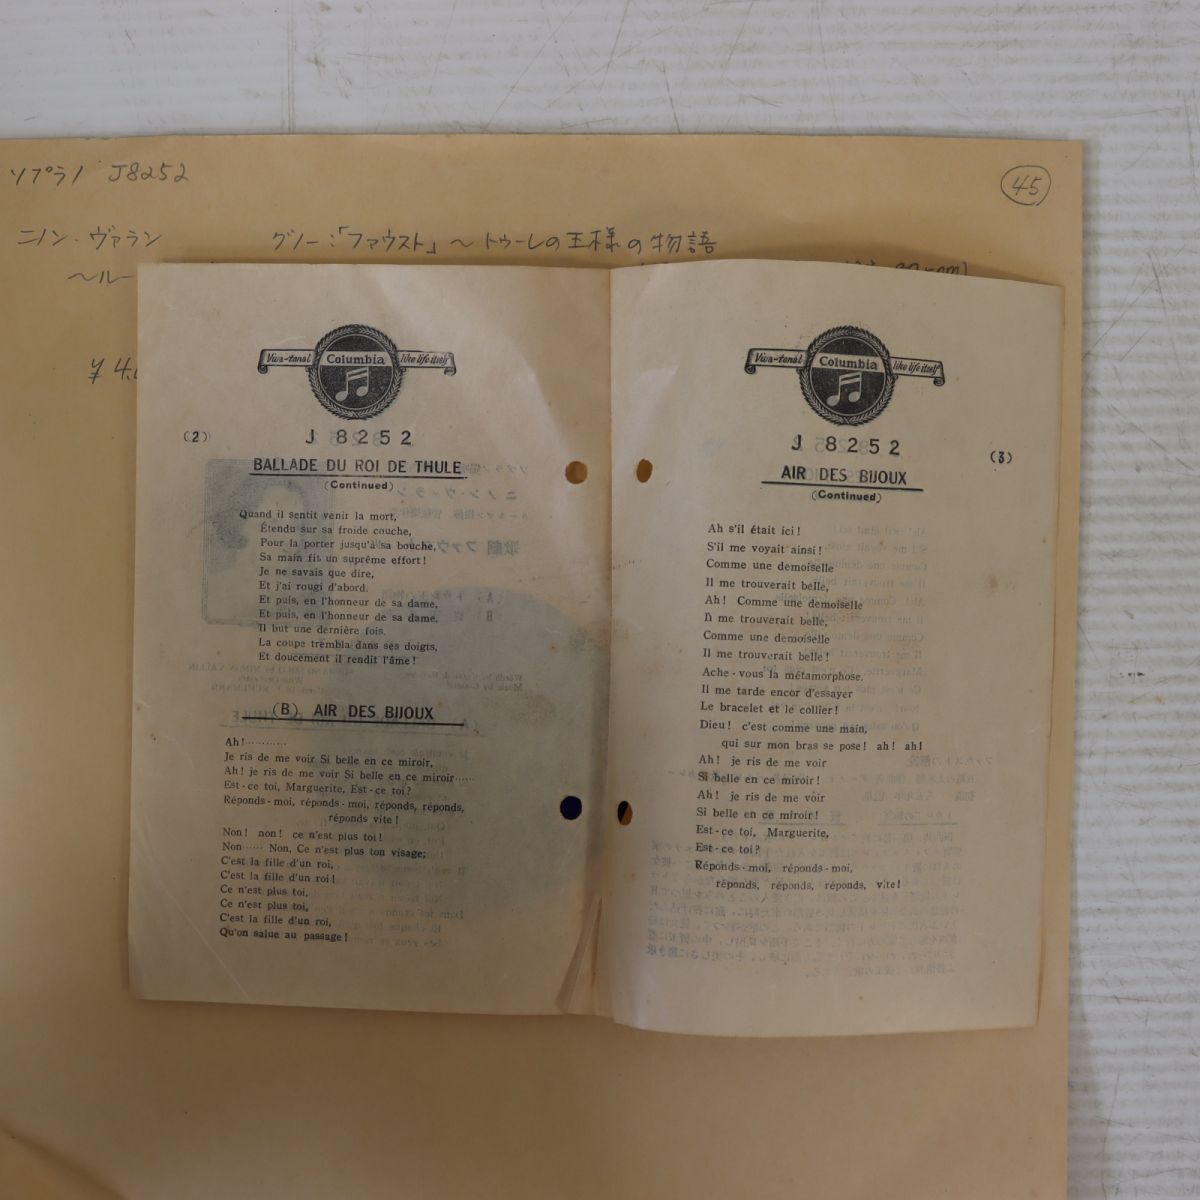 ソプラノ J8252
45
ニノン・ヴァラン グノー:「ファウスト」～トゥーレの王様の物語
～ルー
¥4.
Viva-tonal Columbia like life itself
(2)
J 8252
BALLADE DU ROI DE THULE
(Continued)
Quand il sentit venir la mort,
Étendu sur sa froide couche,
Pour la porter jusqu'à sa bouche,
Sa main fit un suprême effort!
Je ne savais que dire,
Et j'ai rougi d'abord.
Et puis, en l'honneur de sa dame,
Et puis, en l'honneur de sa dame,
Il but une dernière fois.
La coupe trembla dans ses doigts,
Et doucement il rendit l'âme!
(B) AIR DES BIJOUX
Ah!…………
Je ris de me voir Si belle en ce miroir,
Ah! je ris de me voir Si belle en ce miroir……
Est-ce toi, Marguerite, Est-ce toi?
Réponds-moi, réponds-moi, réponds, réponds,
réponds vite!
Non! non! ce n'est plus toi!
Non…… Non, Ce n'est plus ton visage;
C'est la fille d'un roi,
C'est la fille d'un roi!
Ce n'est plus toi,
Ce n'est plus toi,
C'est la fille d'un roi,
Qu'on salue au passage!
Viva-tonal Columbia like life itself
J 8252
(3)
AIR DES BIJOUX
(Continued)
Ah s'il était ici!
S'il me voyait ainsi!
Comme une demoiselle
Il me trouverait belle,
Ah! Comme une demoiselle
Il me trouverait belle,
Comme une demoiselle
Il me trouverait belle!
Ache-vous la métamorphose.
Il me tarde encor d'essayer
Le bracelet et le collier!
Dieu! c'est comme une main,
qui sur mon bras se pose! ah! ah!
Ah! je ris de me voir
Si belle en ce miroir!
Ah! je ris de me voir
Si belle en ce miroir!
Est-ce toi, Marguerite,
Est-ce toi?
Réponds-moi, réponds-moi,
réponds, réponds, réponds, vite!